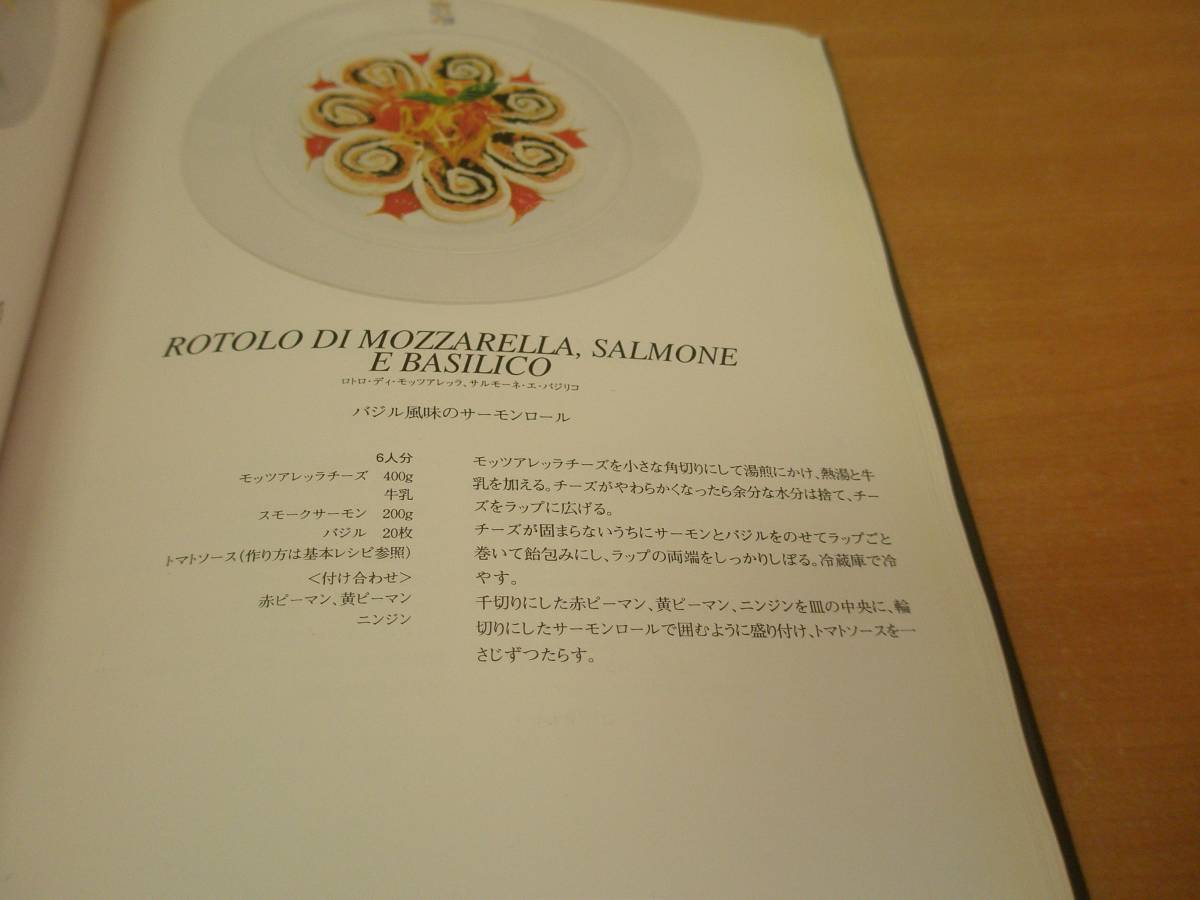 ROTOLO DI MOZZARELLA, SALMONE
E BASILICO
ロトロ・ディ・モッツアレッラ、サルモーネ・エ・バジリコ
バジル風味のサーモンロール
6人分
モッツアレッラチーズ 400g
牛乳
スモークサーモン 200g
バジル 20枚
トマトソース(作り方は基本レシピ参照)
<付け合わせ>
赤ピーマン、黄ピーマン
ニンジン
モッツアレッラチーズを小さな角切りにして湯煎にかけ、熱湯と牛
乳を加える。チーズがやわらかくなったら余分な水分は捨て、チー
ズをラップに広げる。
チーズが固まらないうちにサーモンとバジルをのせてラップごと
巻いて飴包みにし、ラップの両端をしっかりしぼる。冷蔵庫で冷
やす。
千切りにした赤ピーマン、黄ピーマン、ニンジンを皿の中央に、輪
切りにしたサーモンロールで囲むように盛り付け、トマトソースを一
さじずつたらす。